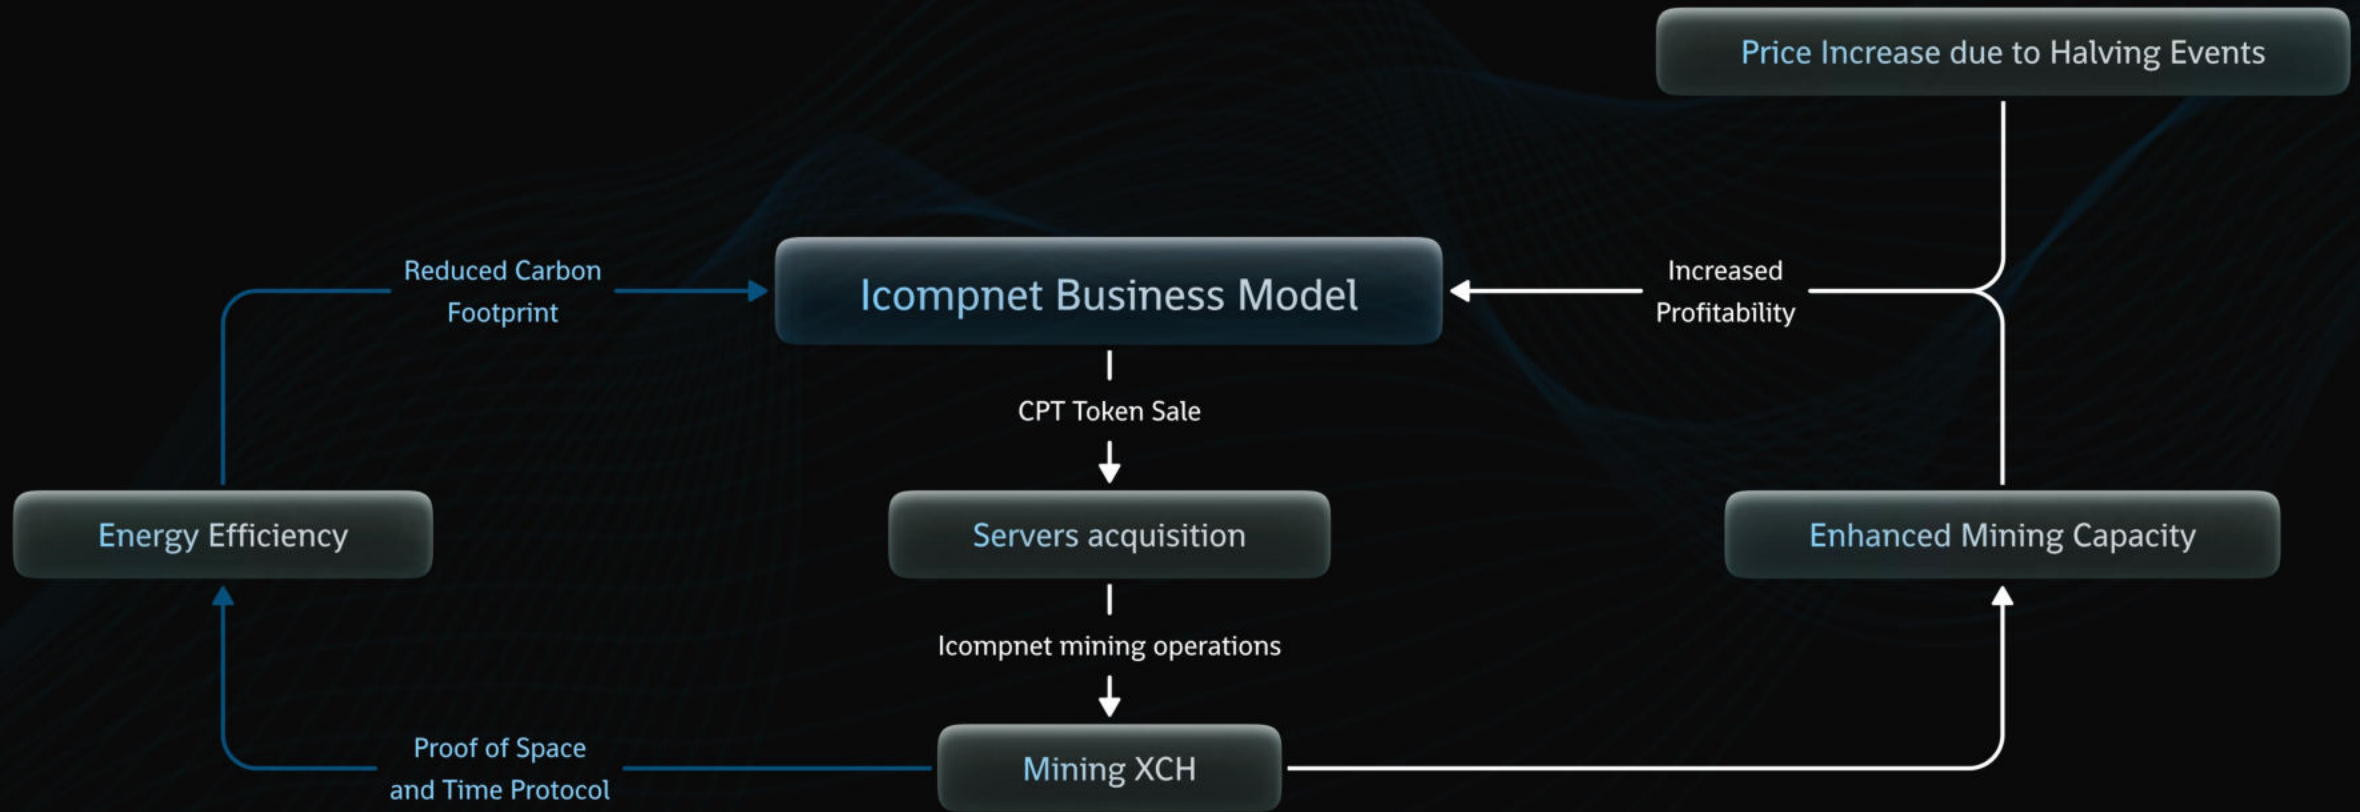 Price Increase due to Halving Events
Reduced Carbon
Footprint
Icompnet Business Model
Increased
Profitability
CPT Token Sale
Energy Efficiency
Servers acquisition
Enhanced Mining Capacity
Icompnet mining operations
Proof of Space
and Time Protocol
Mining XCH